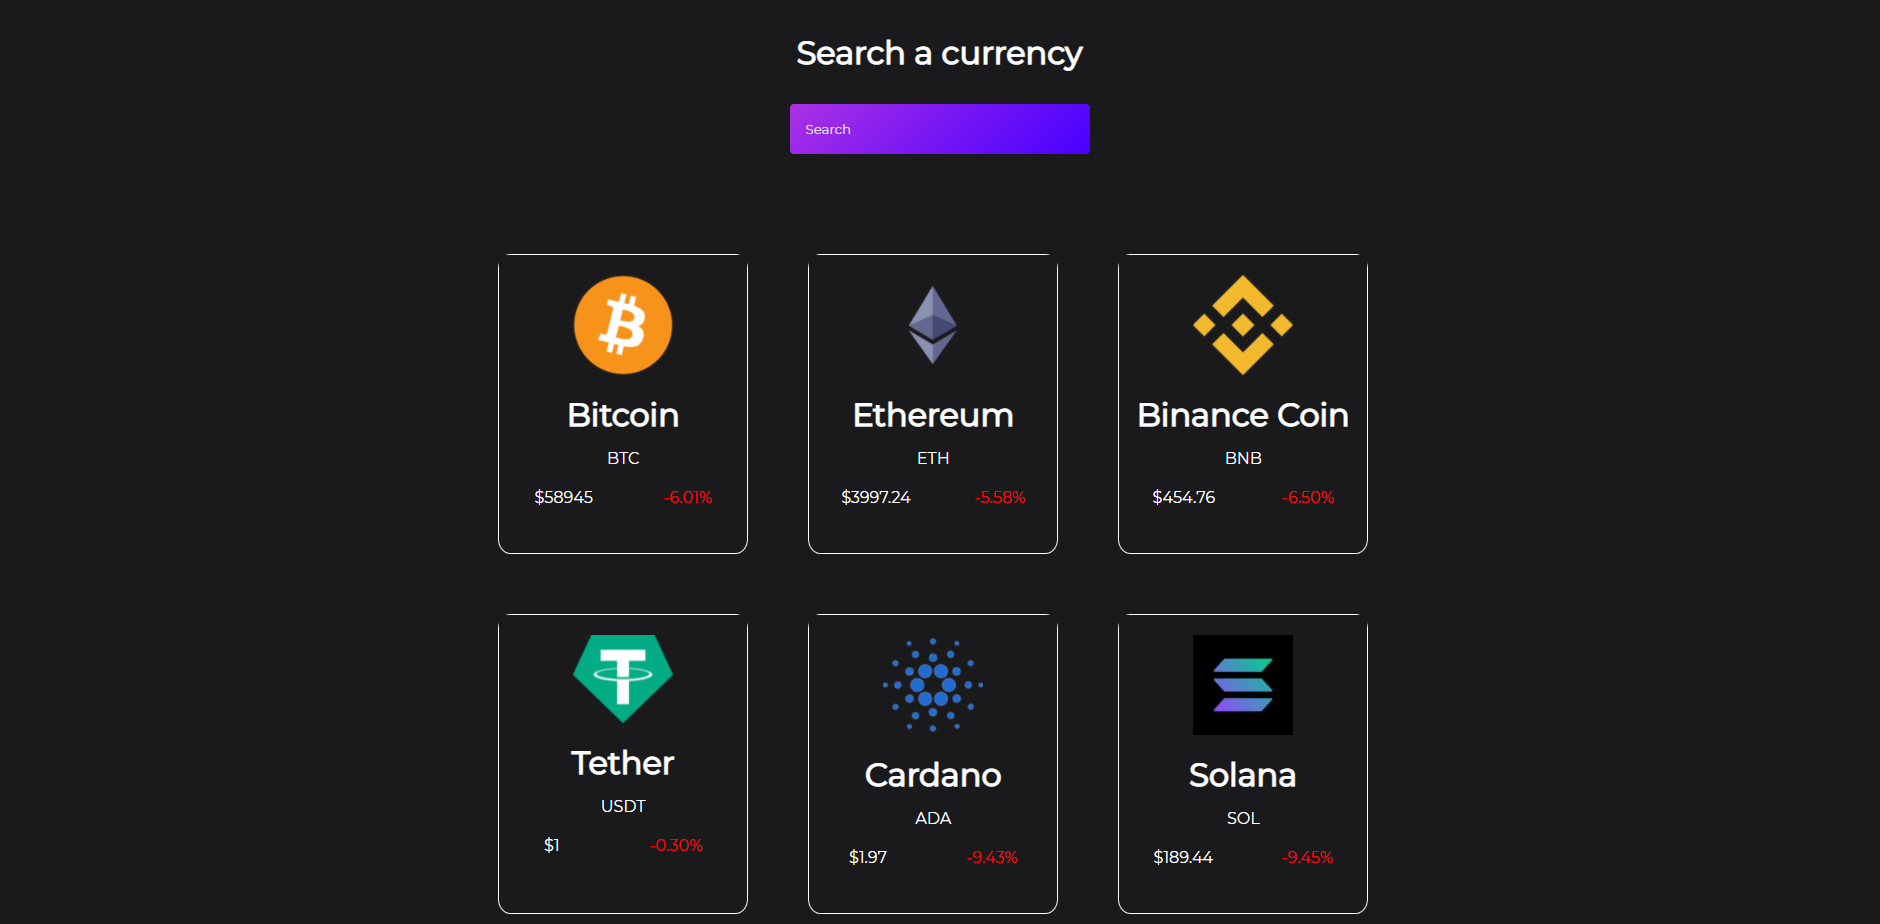 Search a currency
Search
Bitcoin
BTC
$58945 -6.01%
Ethereum
ETH
$3997.24 -5.58%
Binance Coin
BNB
$454.76 -6.50%
Tether
USDT
$1 -0.30%
Cardano
ADA
$1.97 -9.43%
Solana
SOL
$189.44 -9.45%